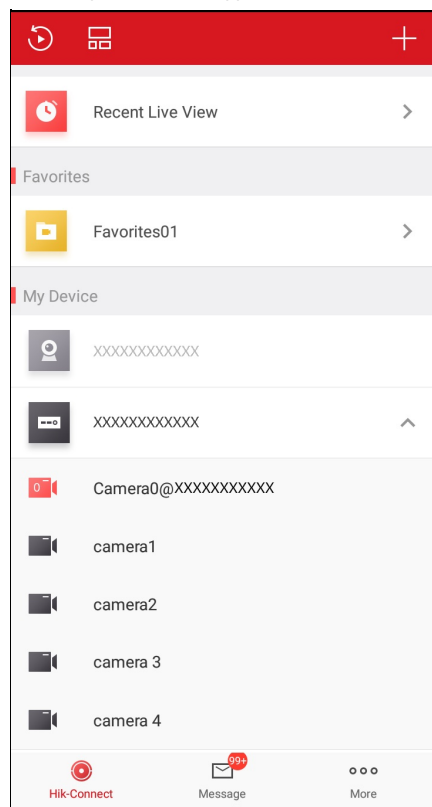 Recent Live View
Favorites
Favorites01
My Device
XXXXXXXXXXXX
XXXXXXXXXXXX
0
Camera0@XXXXXXXXXXX
camera1
camera2
camera 3
camera 4
99+
Hik-Connect Message More